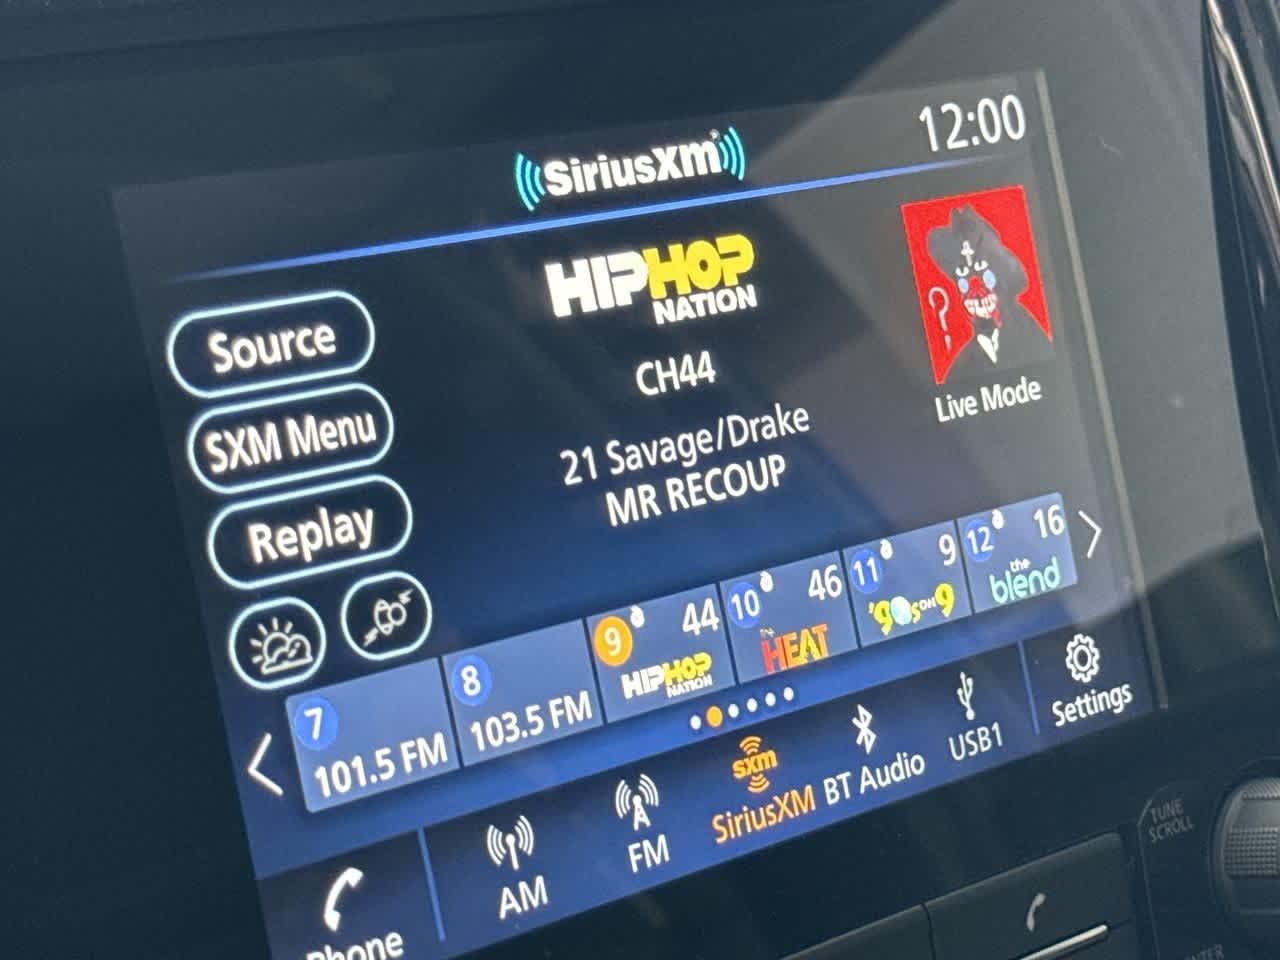 SiriusXm
12:00
HIPHOP
NATION
CH44
21 Savage/Drake
MR RECOUP
?
Live Mode
Source
SXM Menu
Replay
7
101.5 FM
8
103.5 FM
9
44
HIPHOP
NATION
10
46
HEAT
11
9
'90s ON 9
12
16
the
blend
Phone
AM
FM
sxm
SiriusXM
BT Audio
USB1
Settings
TUNE
SCROLL